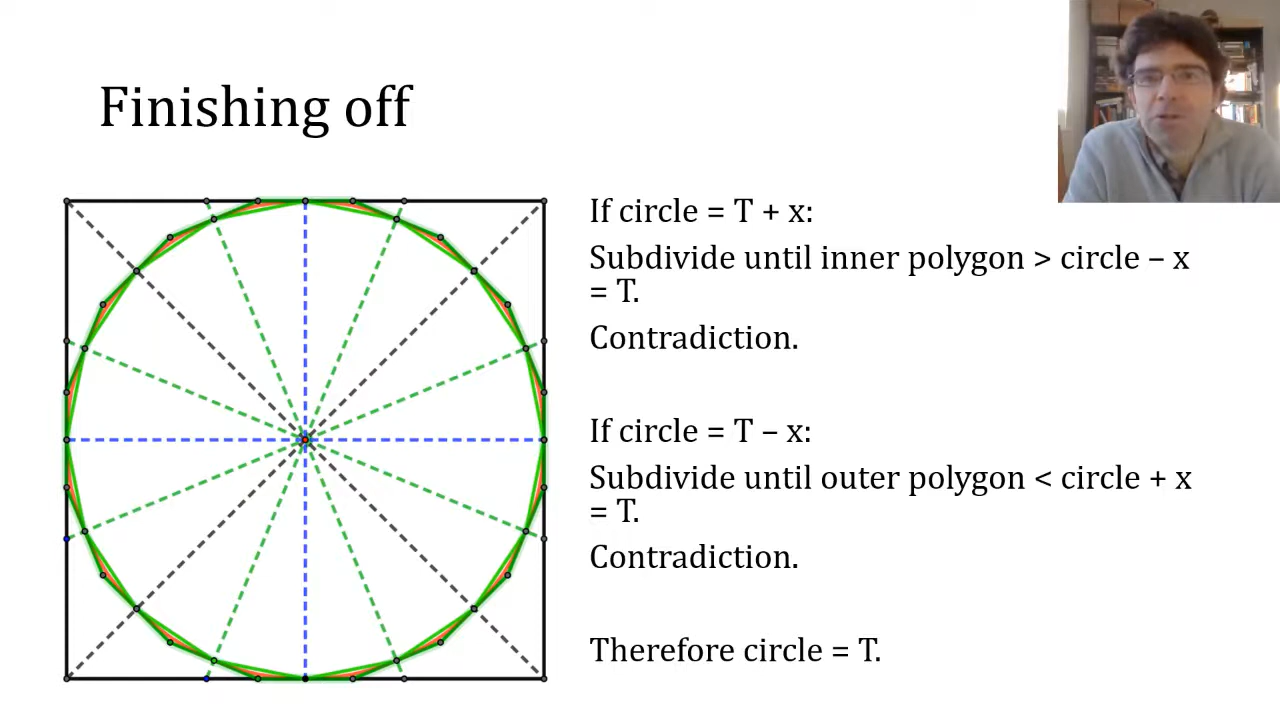 Finishing off
If circle = T + x:
Subdivide until inner polygon > circle – x
= T.
Contradiction.
If circle = T – x:
Subdivide until outer polygon < circle + x
= T.
Contradiction.
Therefore circle = T.